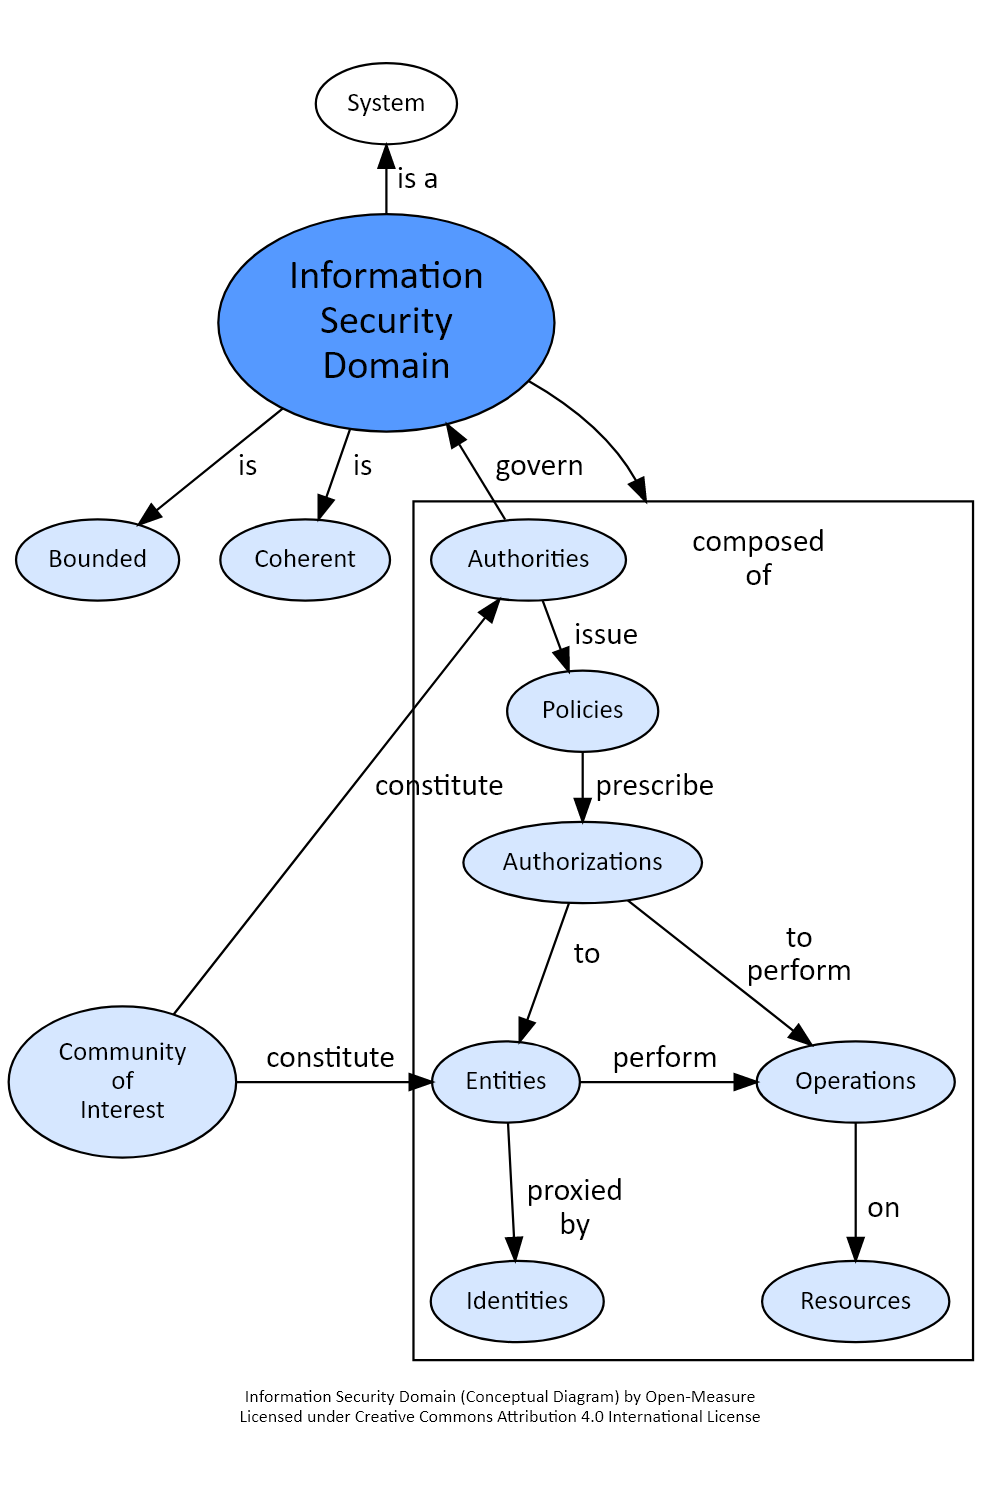 System
is a
Information
Security
Domain
is
is
govern
Bounded
Coherent
Authorities
composed
of
issue
Policies
constitute
prescribe
Authorizations
to
to
perform
Community
of
Interest
constitute
Entities
perform
Operations
proxied
by
on
Identities
Resources
Information Security Domain (Conceptual Diagram) by Open-Measure
Licensed under Creative Commons Attribution 4.0 International License